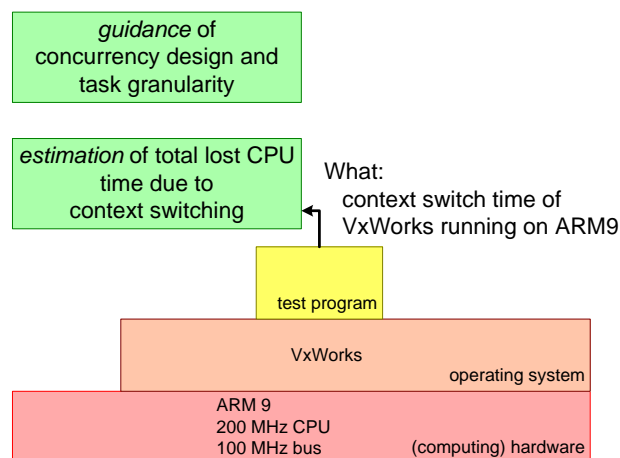 guidance of
concurrency design and
task granularity
estimation of total lost CPU
time due to
context switching
What:
context switch time of
VxWorks running on ARM9
test program
VxWorks
operating system
ARM 9
200 MHz CPU
100 MHz bus
(computing) hardware